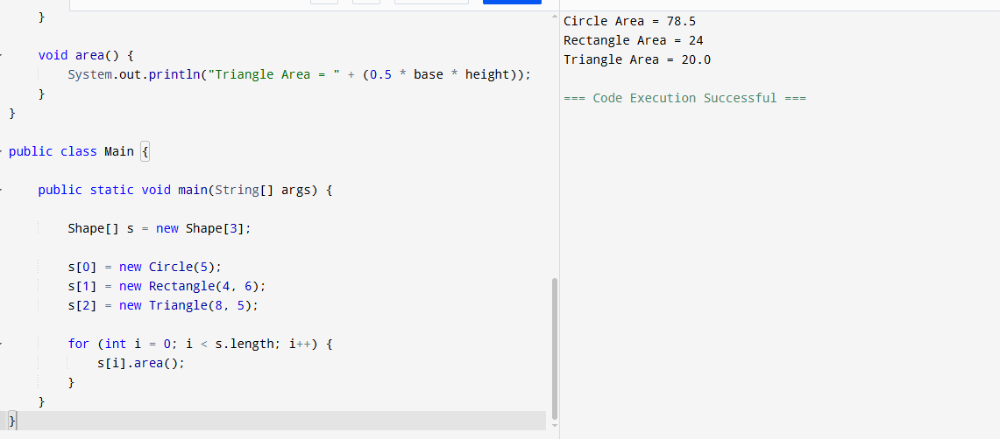 }

    void area() {
        System.out.println("Triangle Area = " + (0.5 * base * height));
    }
}

public class Main {

    public static void main(String[] args) {

        Shape[] s = new Shape[3];

        s[0] = new Circle(5);
        s[1] = new Rectangle(4, 6);
        s[2] = new Triangle(8, 5);

        for (int i = 0; i < s.length; i++) {
            s[i].area();
        }
    }
}
Circle Area = 78.5
Rectangle Area = 24
Triangle Area = 20.0

=== Code Execution Successful ===